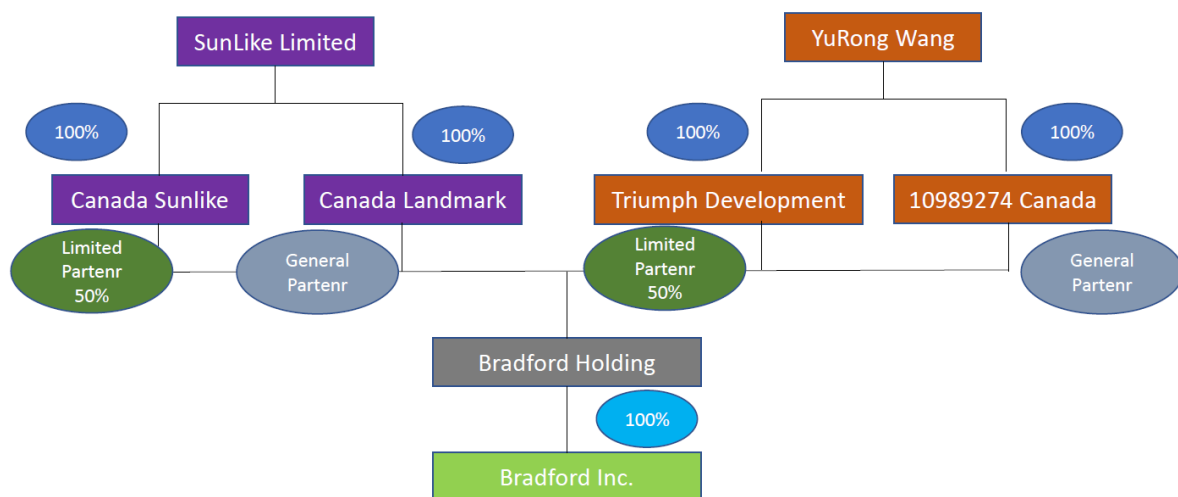 SunLike Limited
YuRong Wang
100%
100%
100%
100%
Canada Sunlike
Canada Landmark
Triumph Development
10989274 Canada
Limited
Partenr
50%
General
Partenr
Limited
Partenr
50%
General
Partenr
Bradford Holding
100%
Bradford Inc.